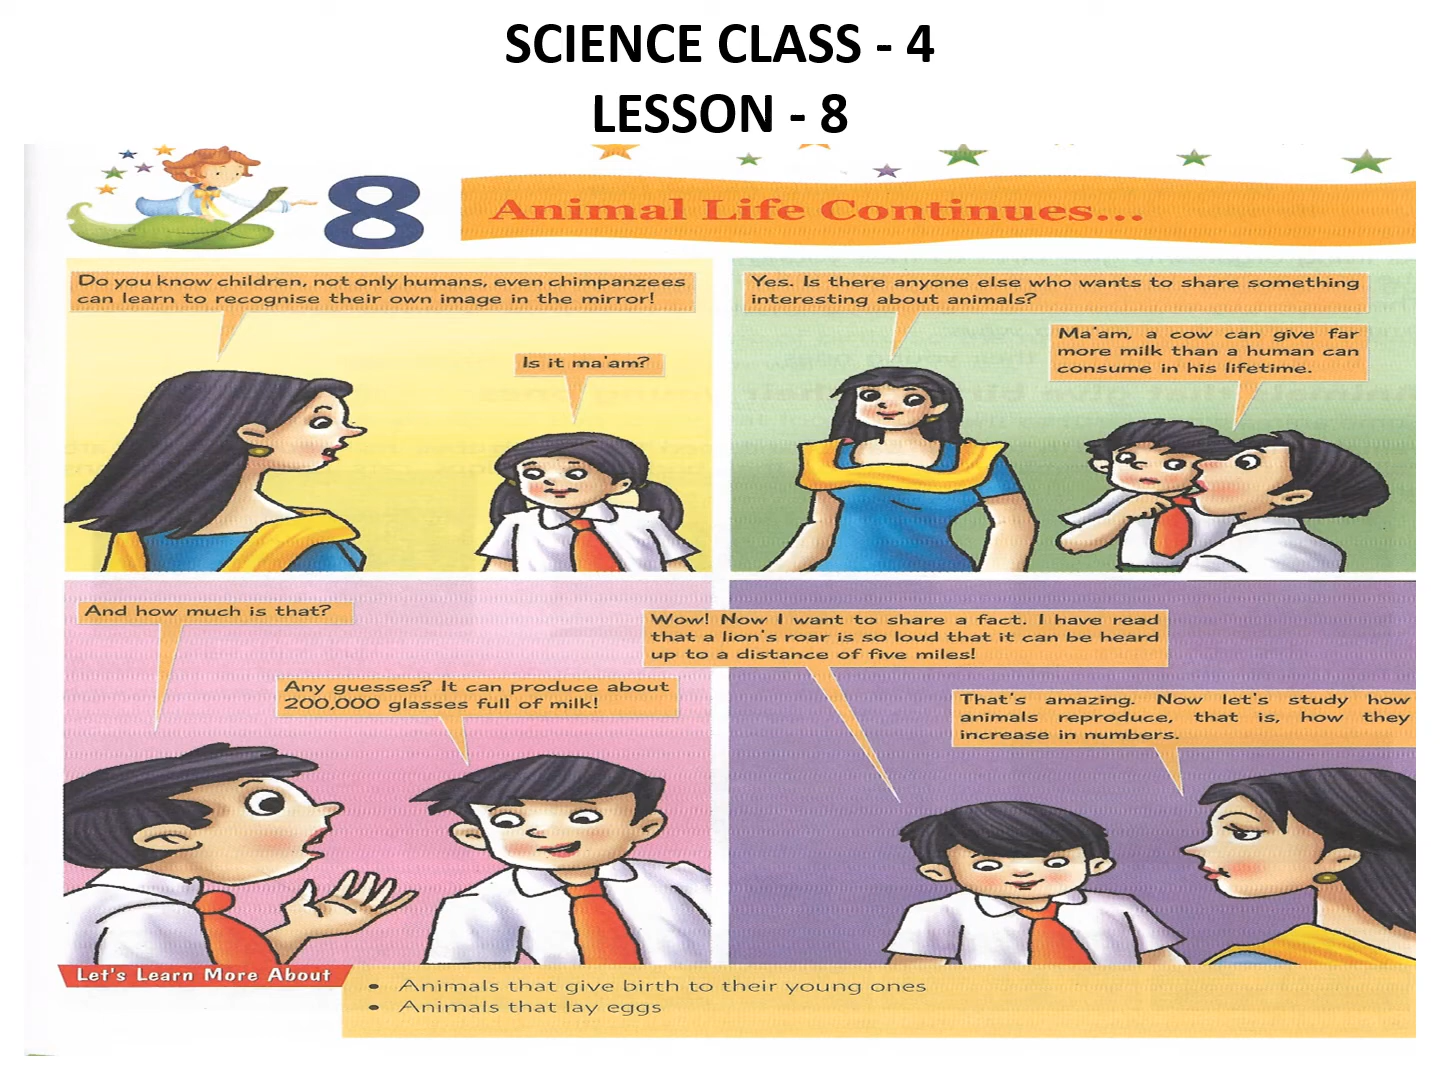 SCIENCE CLASS - 4
LESSON - 8
8
Animal Life Continues...
Do you know children, not only humans, even chimpanzees
can learn to recognise their own image in the mirror!
Is it ma'am?
Yes. Is there anyone else who wants to share something
interesting about animals?
Ma'am, a cow can give far
more milk than a human can
consume in his lifetime.
And how much is that?
Any guesses? It can produce about
200,000 glasses full of milk!
Wow! Now I want to share a fact. I have read
that a lion's roar is so loud that it can be heard
up to a distance of five miles!
That's amazing. Now let's study how
animals reproduce, that is, how they
increase in numbers.
Let's Learn More About
• Animals that give birth to their young ones
• Animals that lay eggs